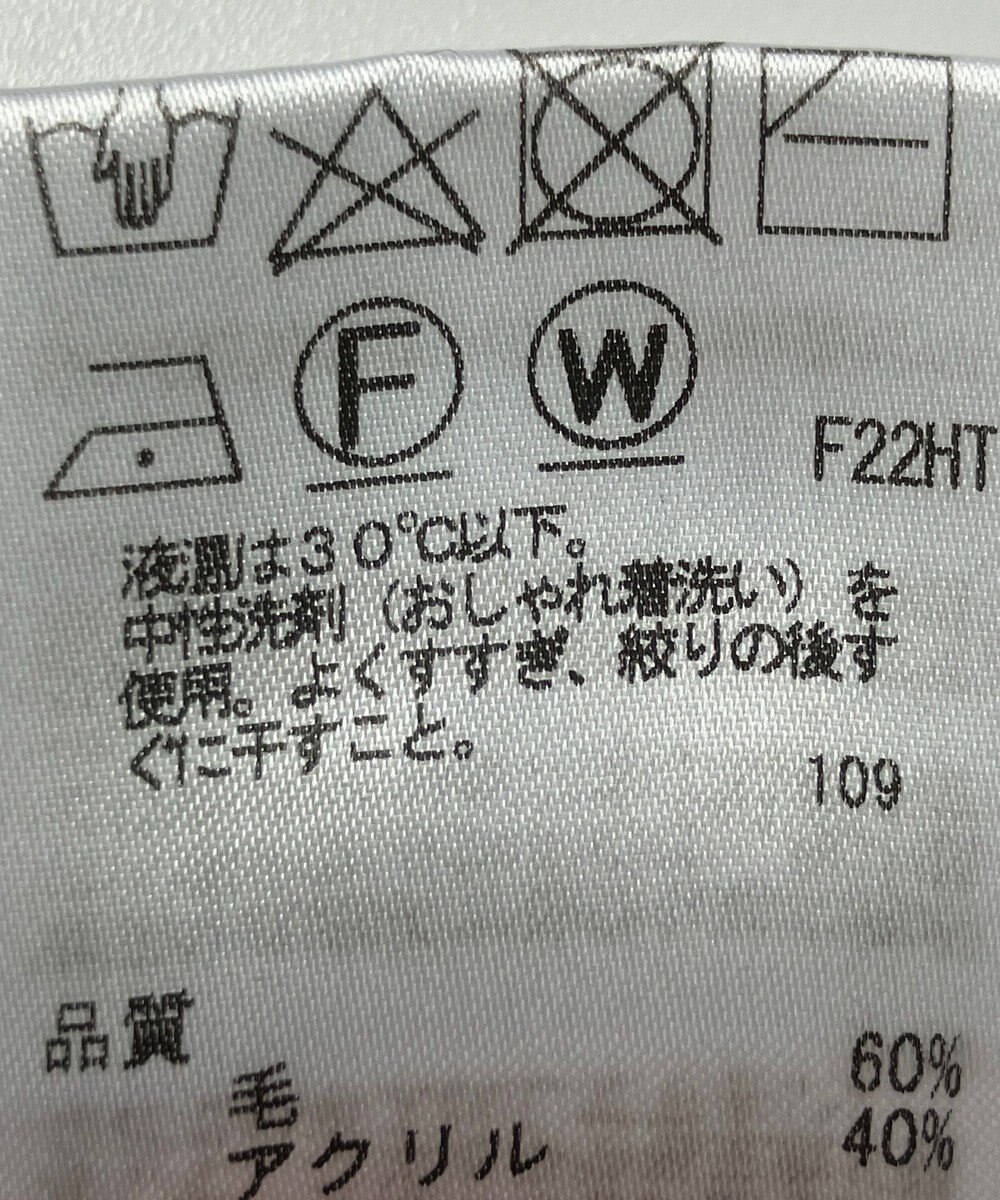 F
W
F22HT
液温は30℃以下。
中性洗剤(おしゃれ着洗い)を
使用。よくすすぎ、絞りの後す
ぐに干すこと。
109
品質
毛 60%
アクリル 40%